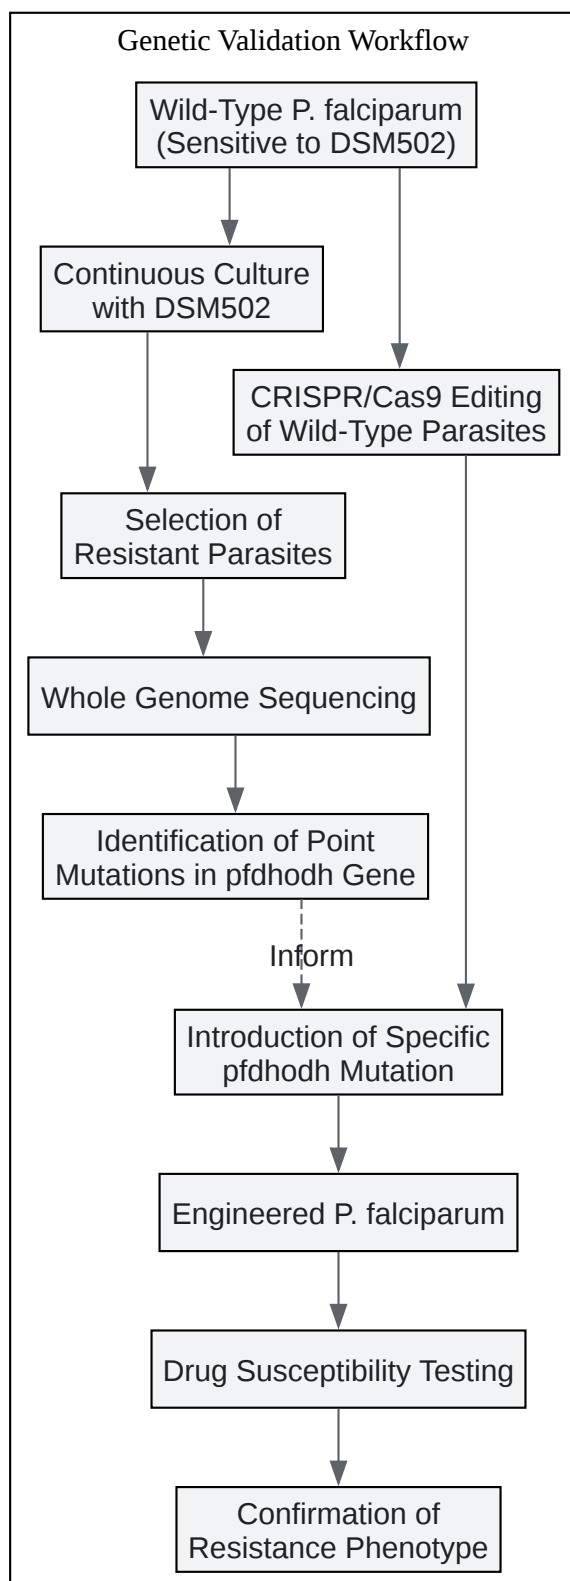 Genetic Validation Workflow
Wild-Type P. falciparum
(Sensitive to DSM502)
Continuous Culture
with DSM502
CRISPR/Cas9 Editing
of Wild-Type Parasites
Selection of
Resistant Parasites
Whole Genome Sequencing
Identification of Point
Mutations in pfdhodh Gene
Inform
Introduction of Specific
pfdhodh Mutation
Engineered P. falciparum
Drug Susceptibility Testing
Confirmation of
Resistance Phenotype